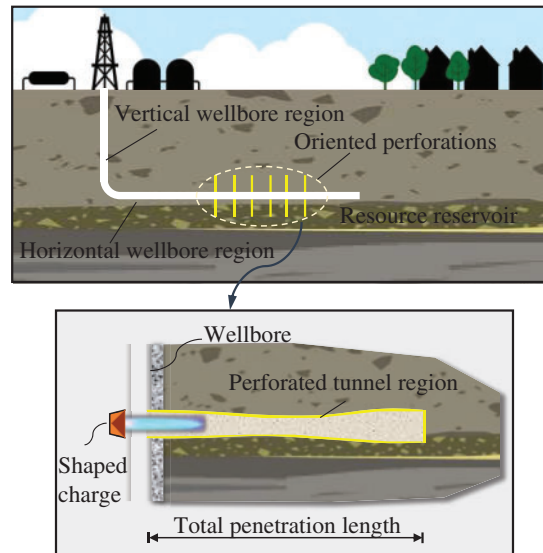 Vertical wellbore region
Oriented perforations
Resource reservoir
Horizontal wellbore region
Wellbore
Perforated tunnel region
Shaped
charge
Total penetration length